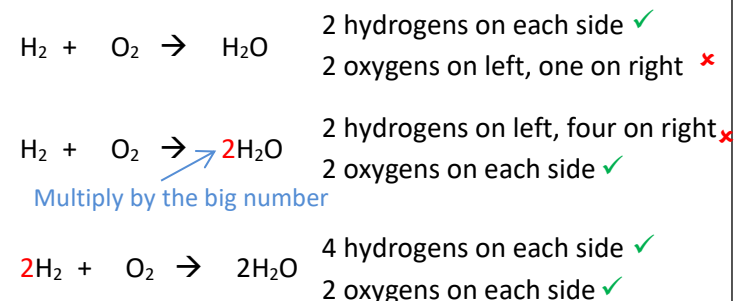 H₂ + O₂ → H₂O
2 hydrogens on each side ✓
2 oxygens on left, one on right ✘
H₂ + O₂ → 2H₂O
2 hydrogens on left, four on right ✘
2 oxygens on each side ✓
Multiply by the big number
2H₂ + O₂ → 2H₂O
4 hydrogens on each side ✓
2 oxygens on each side ✓